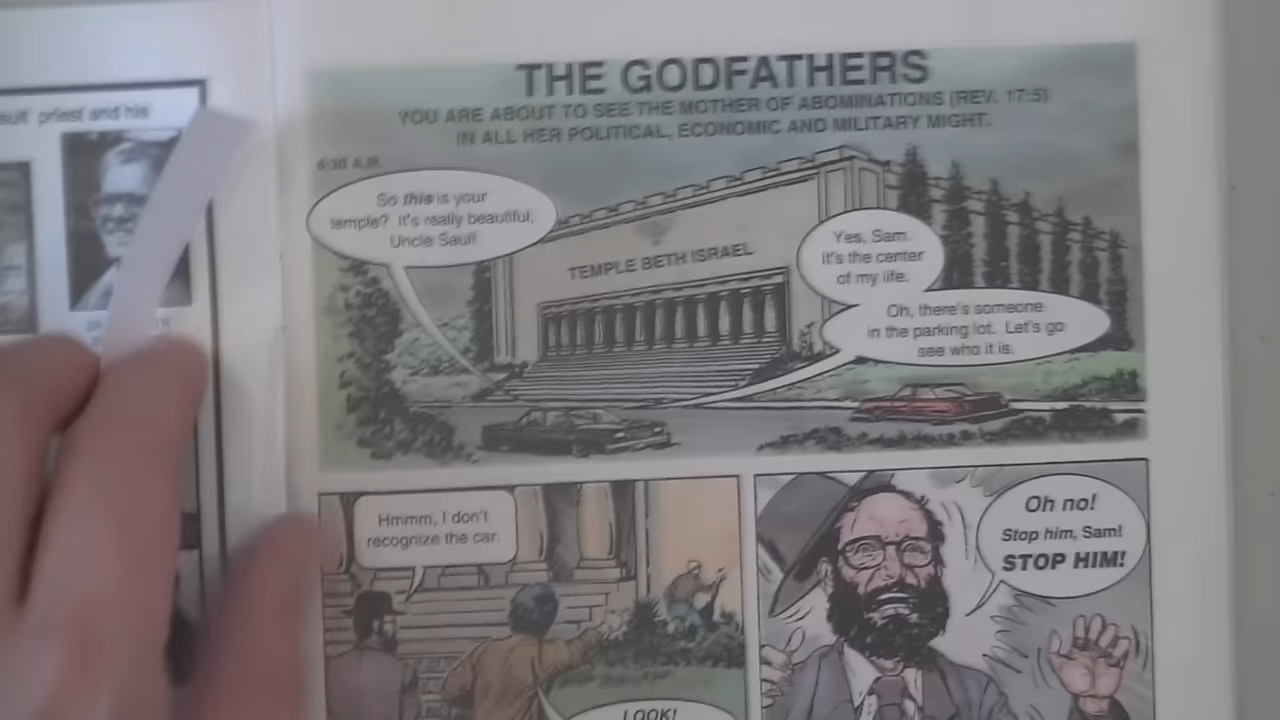 priest and his
THE GODFATHERS
YOU ARE ABOUT TO SEE THE MOTHER OF ABOMINATIONS (REV. 17:5)
IN ALL HER POLITICAL, ECONOMIC AND MILITARY MIGHT.
6:30 A.M.
So this is your
temple? It's really beautiful,
Uncle Saul!
TEMPLE BETH ISRAEL
Yes, Sam.
It's the center
of my life.
Oh, there's someone
in the parking lot. Let's go
see who it is.
Hmmm, I don't
recognize the car.
LOOK!
Oh no!
Stop him, Sam!
STOP HIM!